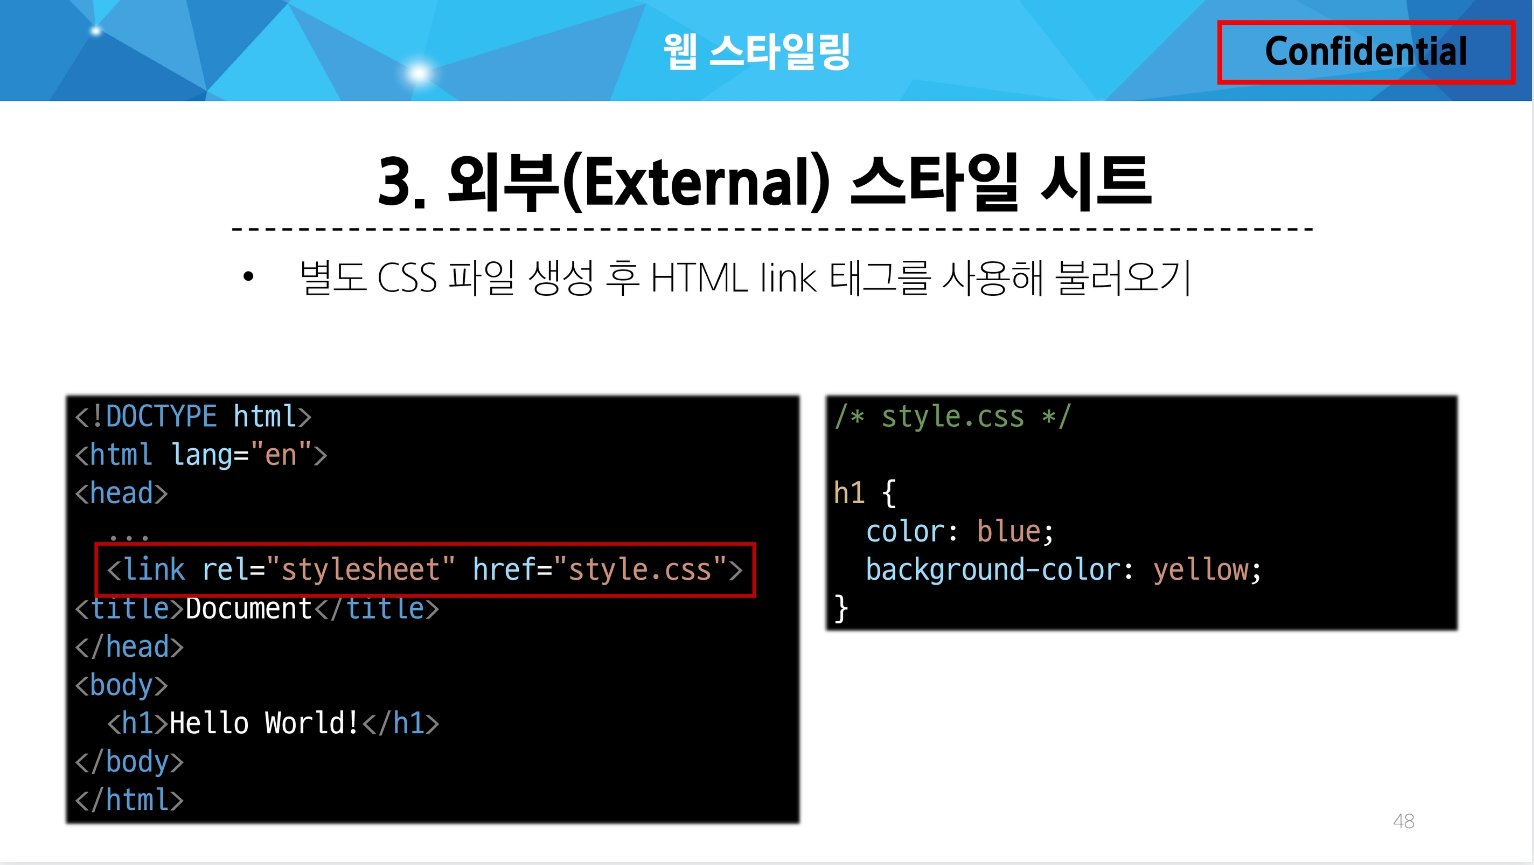 웹 스타일링
Confidential
3. 외부(External) 스타일 시트
• 별도 CSS 파일 생성 후 HTML link 태그를 사용해 불러오기
<!DOCTYPE html>
<html lang="en">
<head>
  ...
  <link rel="stylesheet" href="style.css">
<title>Document</title>
</head>
<body>
  <h1>Hello World!</h1>
</body>
</html>
/* style.css */
h1 {
  color: blue;
  background-color: yellow;
}
48